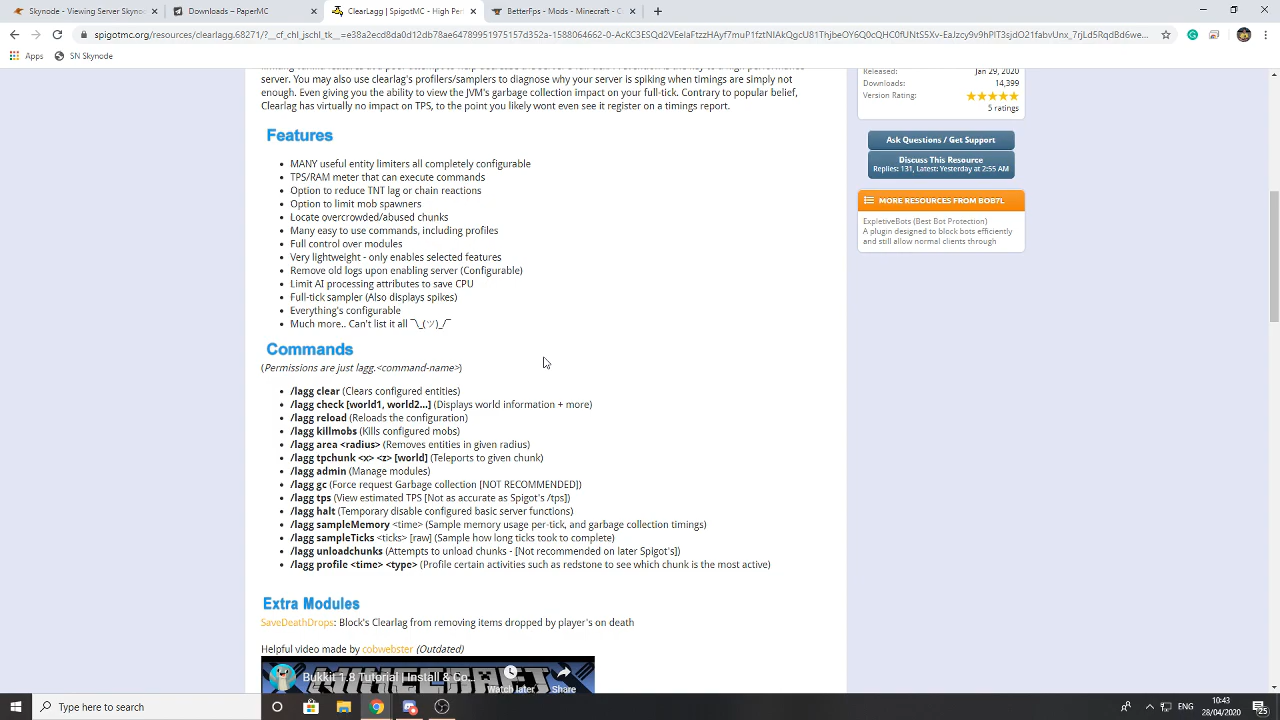 Skynode - Viewing Server Skynod
Downloads – PaperMC
ClearLagg | SpigotMC - High Perf
BetterFps - Mods - Minecraft - C
spigotmc.org/resources/clearlagg.68271/?
Apps
SN Skynode
server. You may also use clearlag's profilers/samplers to diagnose why your server is spiking when timings are simply not
enough. Even giving you the ability to view the JVM's garbage collection impact on your full-tick. Contrary to popular belief,
Clearlag has virtually no impact on TPS, to the point you likely wont even see it register on a timings report.
Features
• MANY useful entity limiters all completely configurable
• TPS/RAM meter that can execute commands
• Option to reduce TNT lag or chain reactions
• Option to limit mob spawners
• Locate overcrowded/abused chunks
• Many easy to use commands, including profiles
• Full control over modules
• Very lightweight - only enables selected features
• Remove old logs upon enabling server (Configurable)
• Limit AI processing attributes to save CPU
• Full-tick sampler (Also displays spikes)
• Everything's configurable
• Much more.. Can't list it all ¯\_(ツ)_/¯
Commands
(Permissions are just lagg.<command-name>)
• /lagg clear (Clears configured entities)
• /lagg check [world1, world2...] (Displays world information + more)
• /lagg reload (Reloads the configuration)
• /lagg killmobs (Kills configured mobs)
• /lagg area <radius> (Removes entities in given radius)
• /lagg tpchunk <x> <z> [world] (Teleports to given chunk)
• /lagg admin (Manage modules)
• /lagg gc (Force request Garbage collection [NOT RECOMMENDED])
• /lagg tps (View estimated TPS [Not as accurate as Spigot's /tps])
• /lagg halt (Temporary disable configured basic server functions)
• /lagg sampleMemory <time> (Sample memory usage per-tick, and garbage collection timings)
• /lagg sampleTicks <ticks> [raw] (Sample how long ticks took to complete)
• /lagg unloadchunks (Attempts to unload chunks - [Not recommended on later Spigot's])
• /lagg profile <time> <type> (Profile certain activities such as redstone to see which chunk is the most active)
Extra Modules
SaveDeathDrops: Block's Clearlag from removing items dropped by player's on death
Helpful video made by cobwebster (Outdated)
Bukkit 1.8 Tutorial | Install & Co...
Watch later
Share
Released: Jan 29, 2020
Downloads: 14,399
Version Rating:
5 ratings
Ask Questions / Get Support
Discuss This Resource
Replies: 131, Latest: Yesterday at 2:55 AM
MORE RESOURCES FROM BOB7L
ExpletiveBots (Best Bot Protection)
A plugin designed to block bots efficiently
and still allow normal clients through
Type here to search
ENG
10:43
28/04/2020